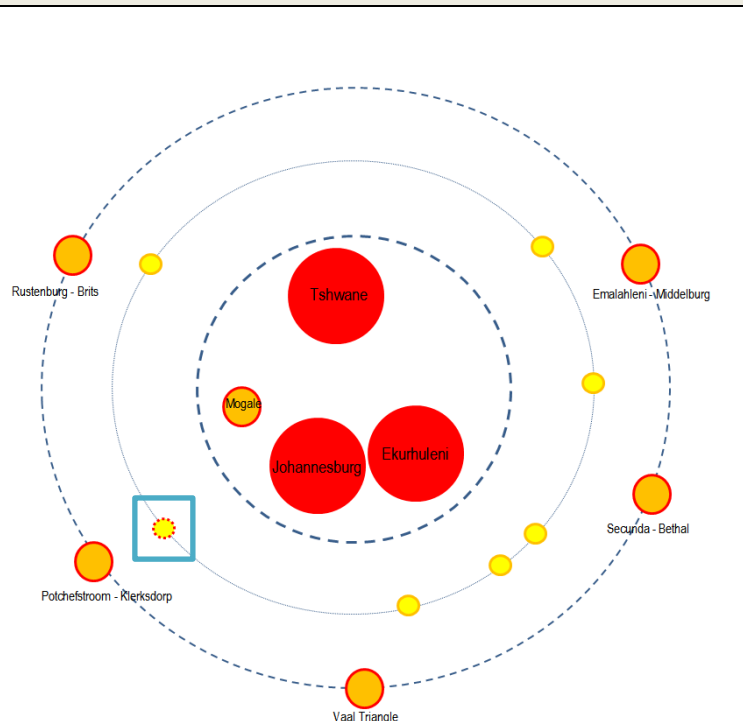 Tshwane
Rustenburg - Brits
Emalahleni - Middelburg
Mogale
Ekurhuleni
Johannesburg
Secunda - Bethal
Potchefstroom - Klerksdorp
Vaal Triangle